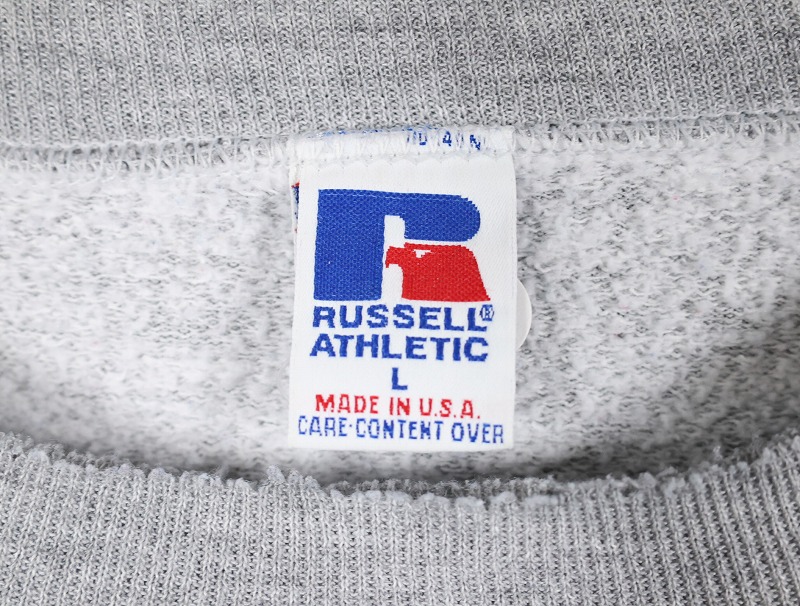 RUSSELL®
ATHLETIC
L
MADE IN U.S.A.
CARE·CONTENT OVER